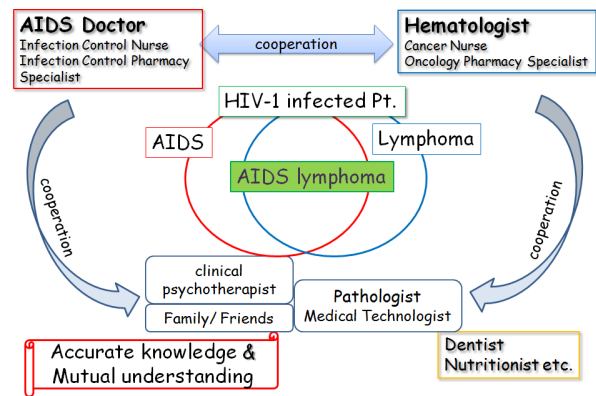 AIDS Doctor
Infection Control Nurse
Infection Control Pharmacy
Specialist
cooperation
Hematologist
Cancer Nurse
Oncology Pharmacy Specialist
HIV-1 infected Pt.
AIDS
Lymphoma
AIDS lymphoma
cooperation
cooperation
clinical
psychotherapist
Family/ Friends
Pathologist
Medical Technologist
Accurate knowledge &
Mutual understanding
Dentist
Nutritionist etc.